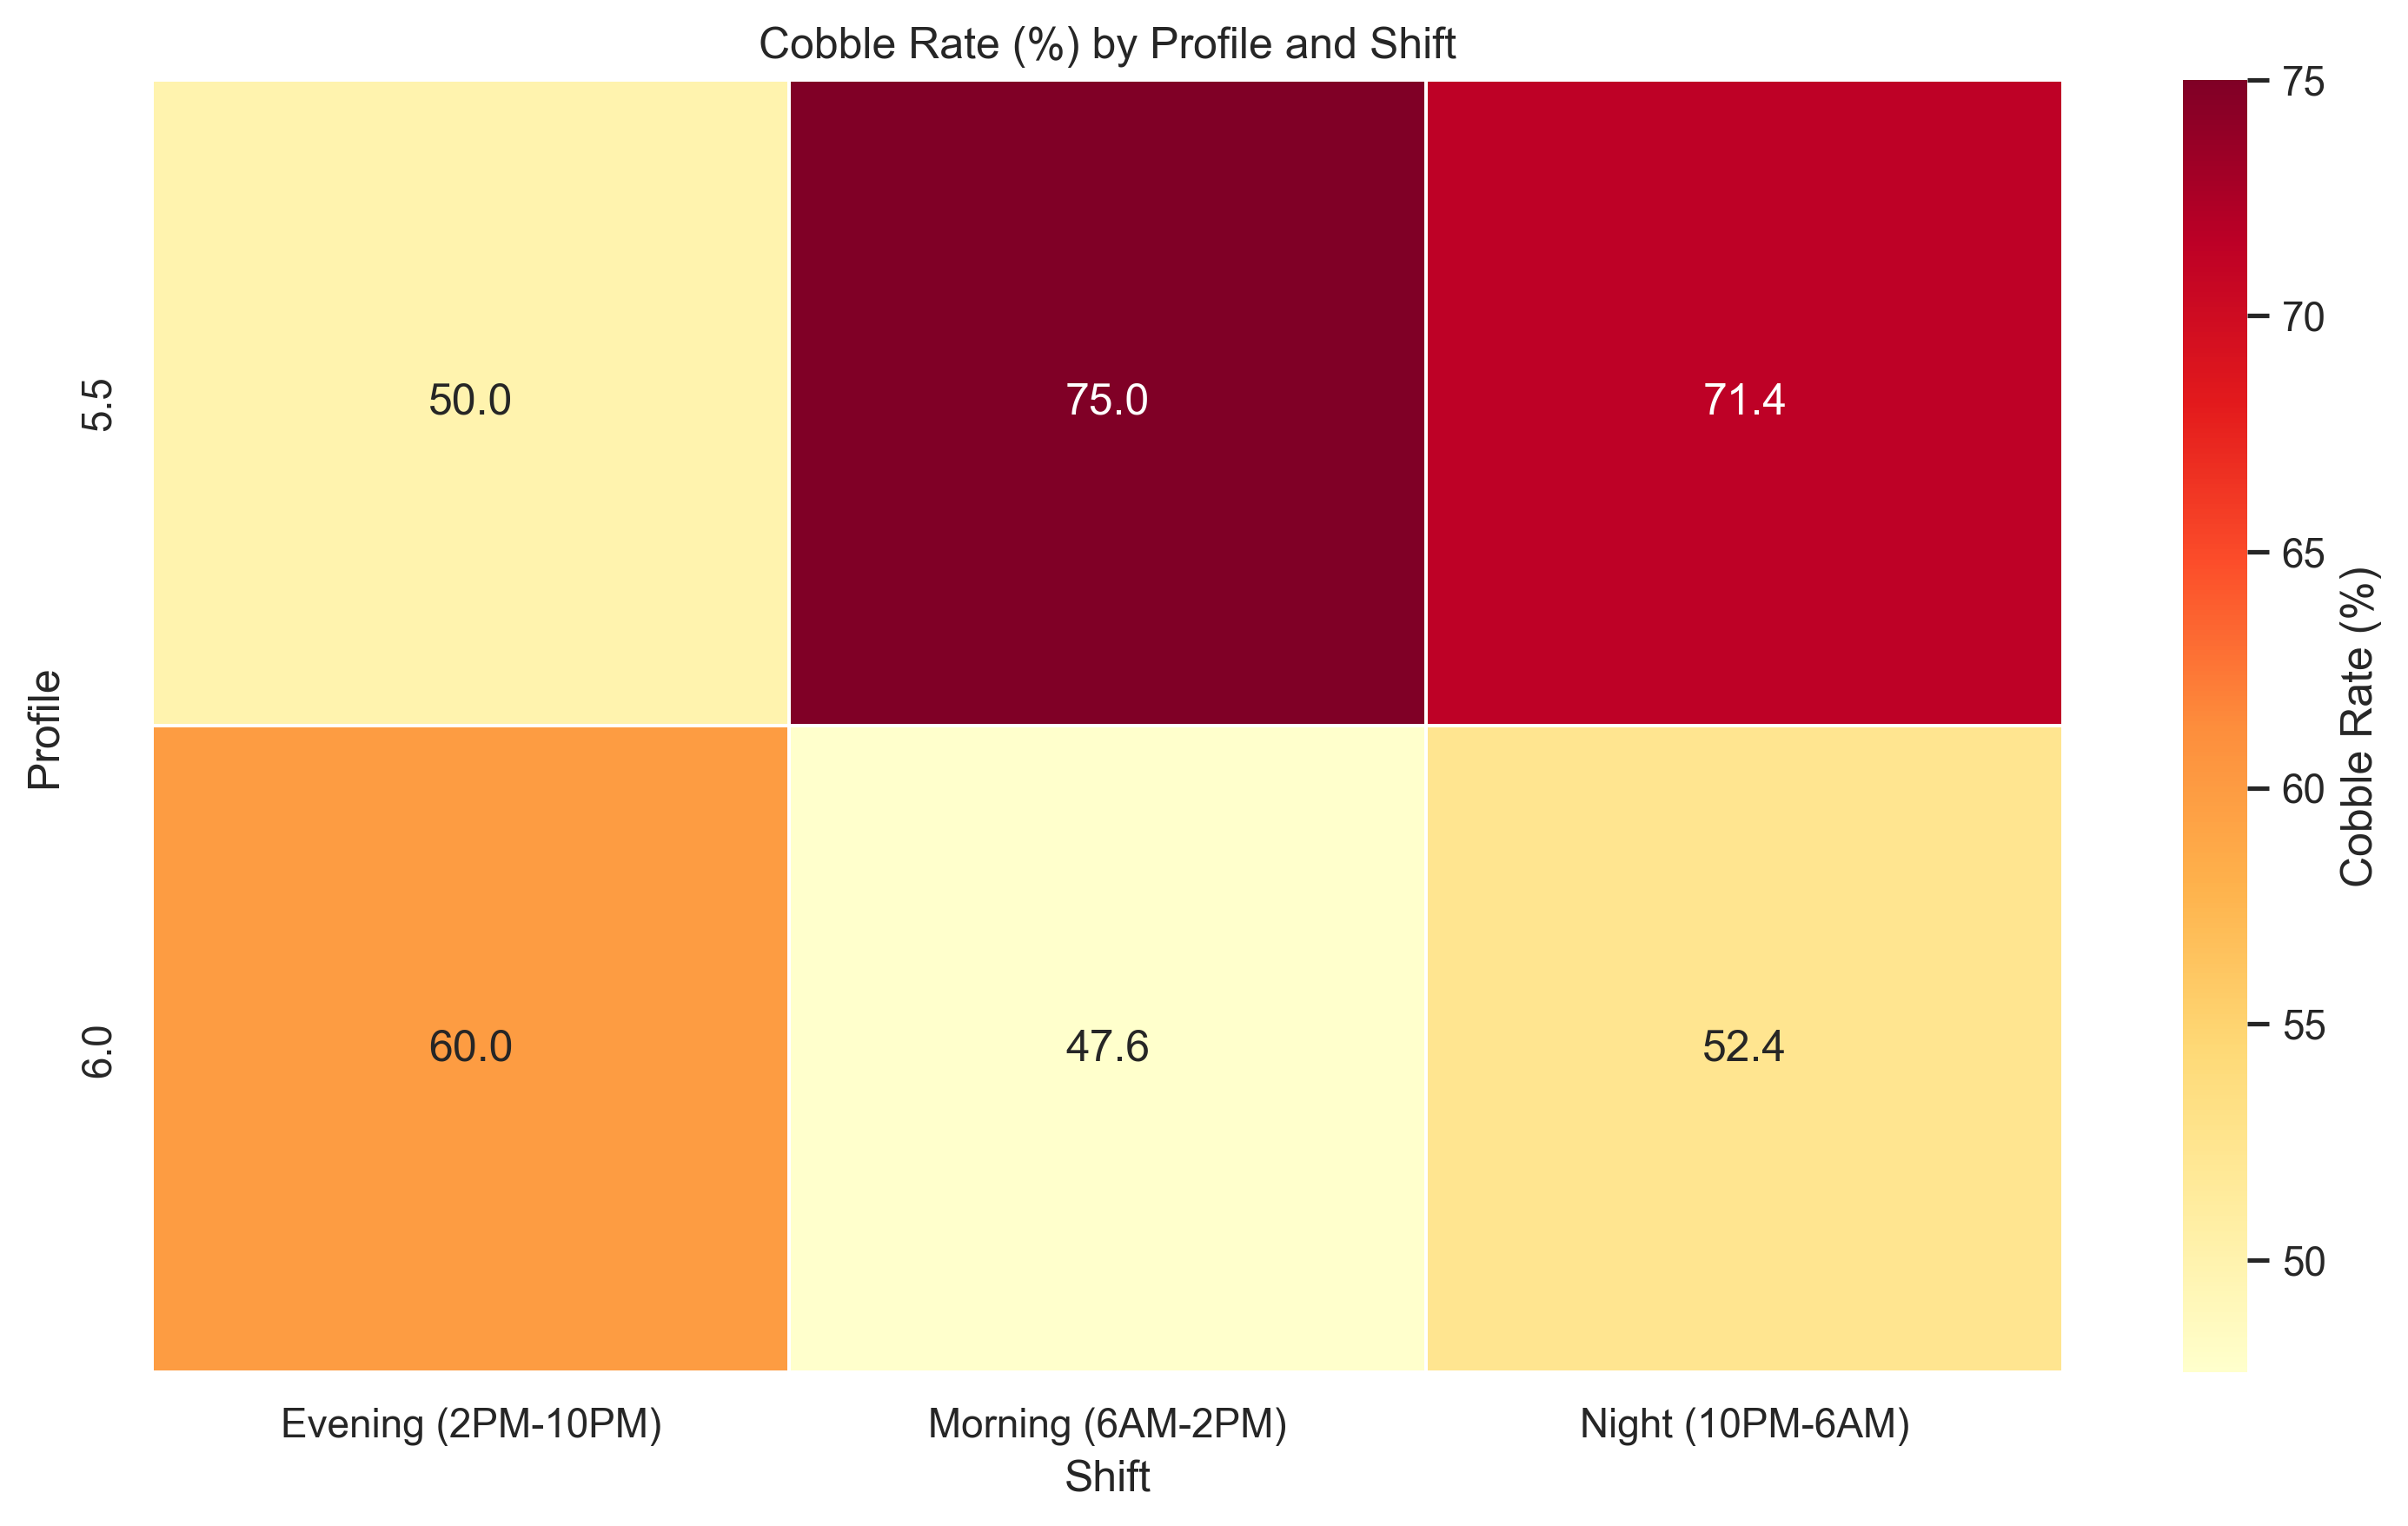 Cobble Rate (%) by Profile and Shift
Profile
5.5
50.0
75.0
71.4
6.0
60.0
47.6
52.4
Evening (2PM-10PM)
Morning (6AM-2PM)
Night (10PM-6AM)
Shift
75
70
65
60
55
50
Cobble Rate (%)